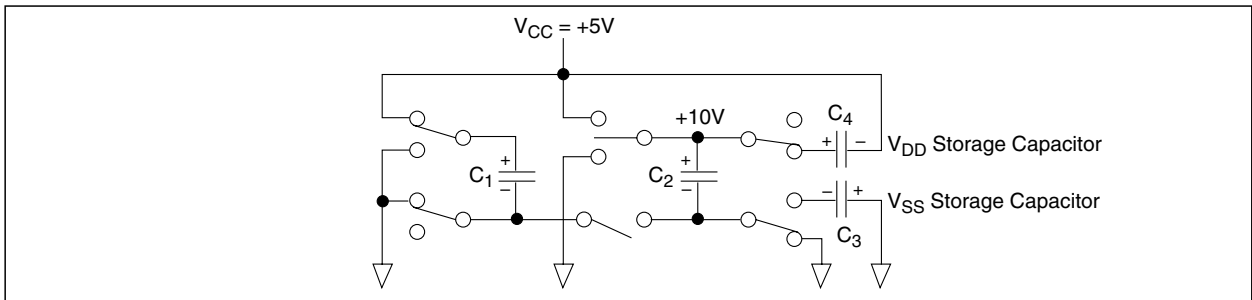 V_CC = +5V
+10V
C_4
+ −
V_DD Storage Capacitor
+
C_1
−
+
C_2
−
− +
V_SS Storage Capacitor
C_3